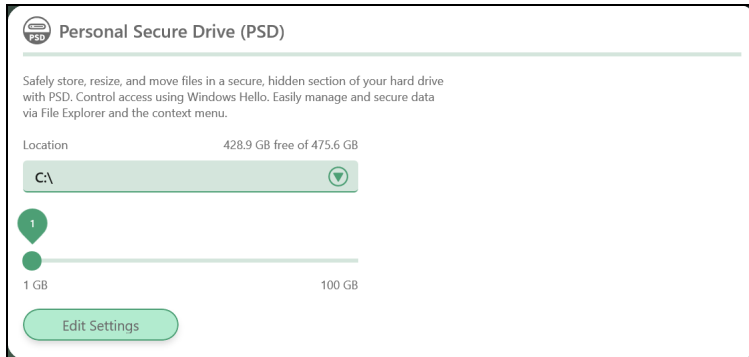 PSD
Personal Secure Drive (PSD)
Safely store, resize, and move files in a secure, hidden section of your hard drive
with PSD. Control access using Windows Hello. Easily manage and secure data
via File Explorer and the context menu.
Location 428.9 GB free of 475.6 GB
C:\
1
1 GB 100 GB
Edit Settings